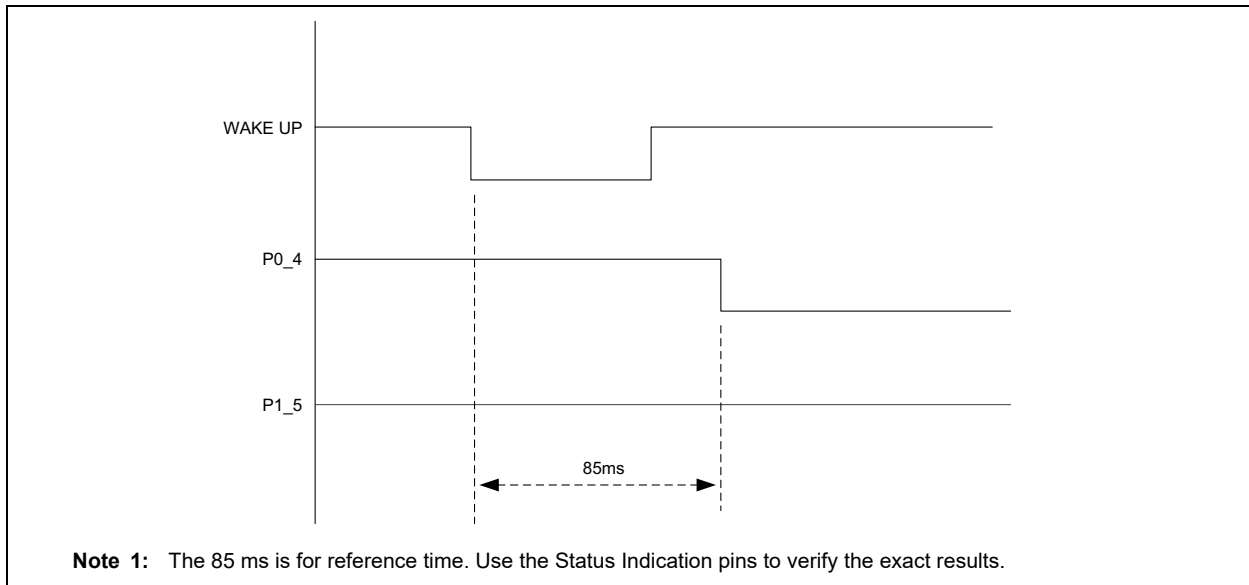 WAKE UP
P0_4
P1_5
85ms
Note 1: The 85 ms is for reference time. Use the Status Indication pins to verify the exact results.